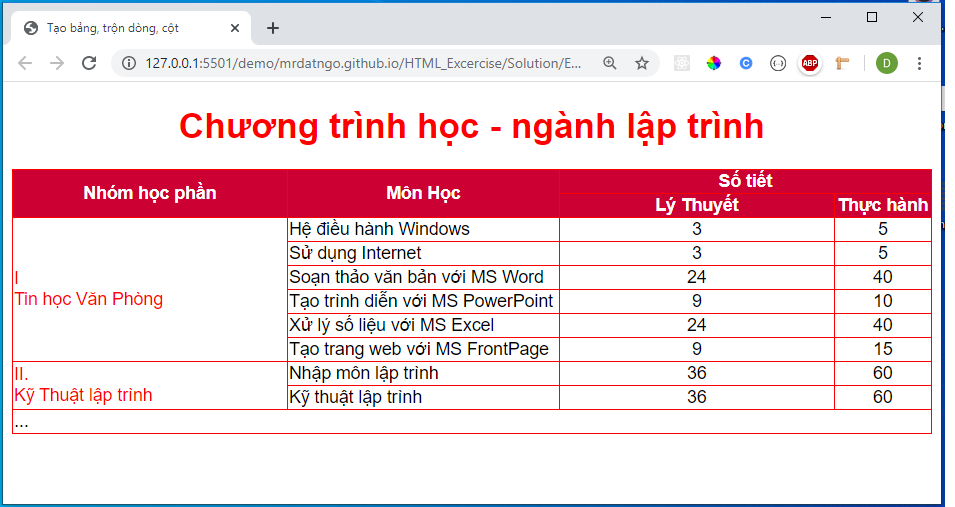 Tạo bảng, trộn dòng, cột
127.0.0.1:5501/demo/mrdatngo.github.io/HTML_Excercise/Solution/E...
ABP
D
Chương trình học - ngành lập trình
Nhóm học phần Môn Học Số tiết
Lý Thuyết Thực hành
I
Tin học Văn Phòng
Hệ điều hành Windows 3 5
Sử dụng Internet 3 5
Soạn thảo văn bản với MS Word 24 40
Tạo trình diễn với MS PowerPoint 9 10
Xử lý số liệu với MS Excel 24 40
Tạo trang web với MS FrontPage 9 15
II.
Kỹ Thuật lập trình
Nhập môn lập trình 36 60
Kỹ thuật lập trình 36 60
...